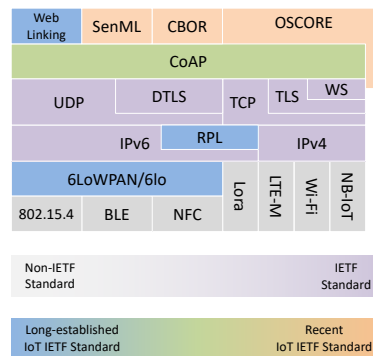 Web
Linking
SenML
CBOR
OSCORE
CoAP
UDP
DTLS
TCP
TLS
WS
IPv6
RPL
IPv4
6LoWPAN/6lo
802.15.4
BLE
NFC
Lora
LTE-M
Wi-Fi
NB-IoT
Non-IETF
Standard
IETF
Standard
Long-established
IoT IETF Standard
Recent
IoT IETF Standard